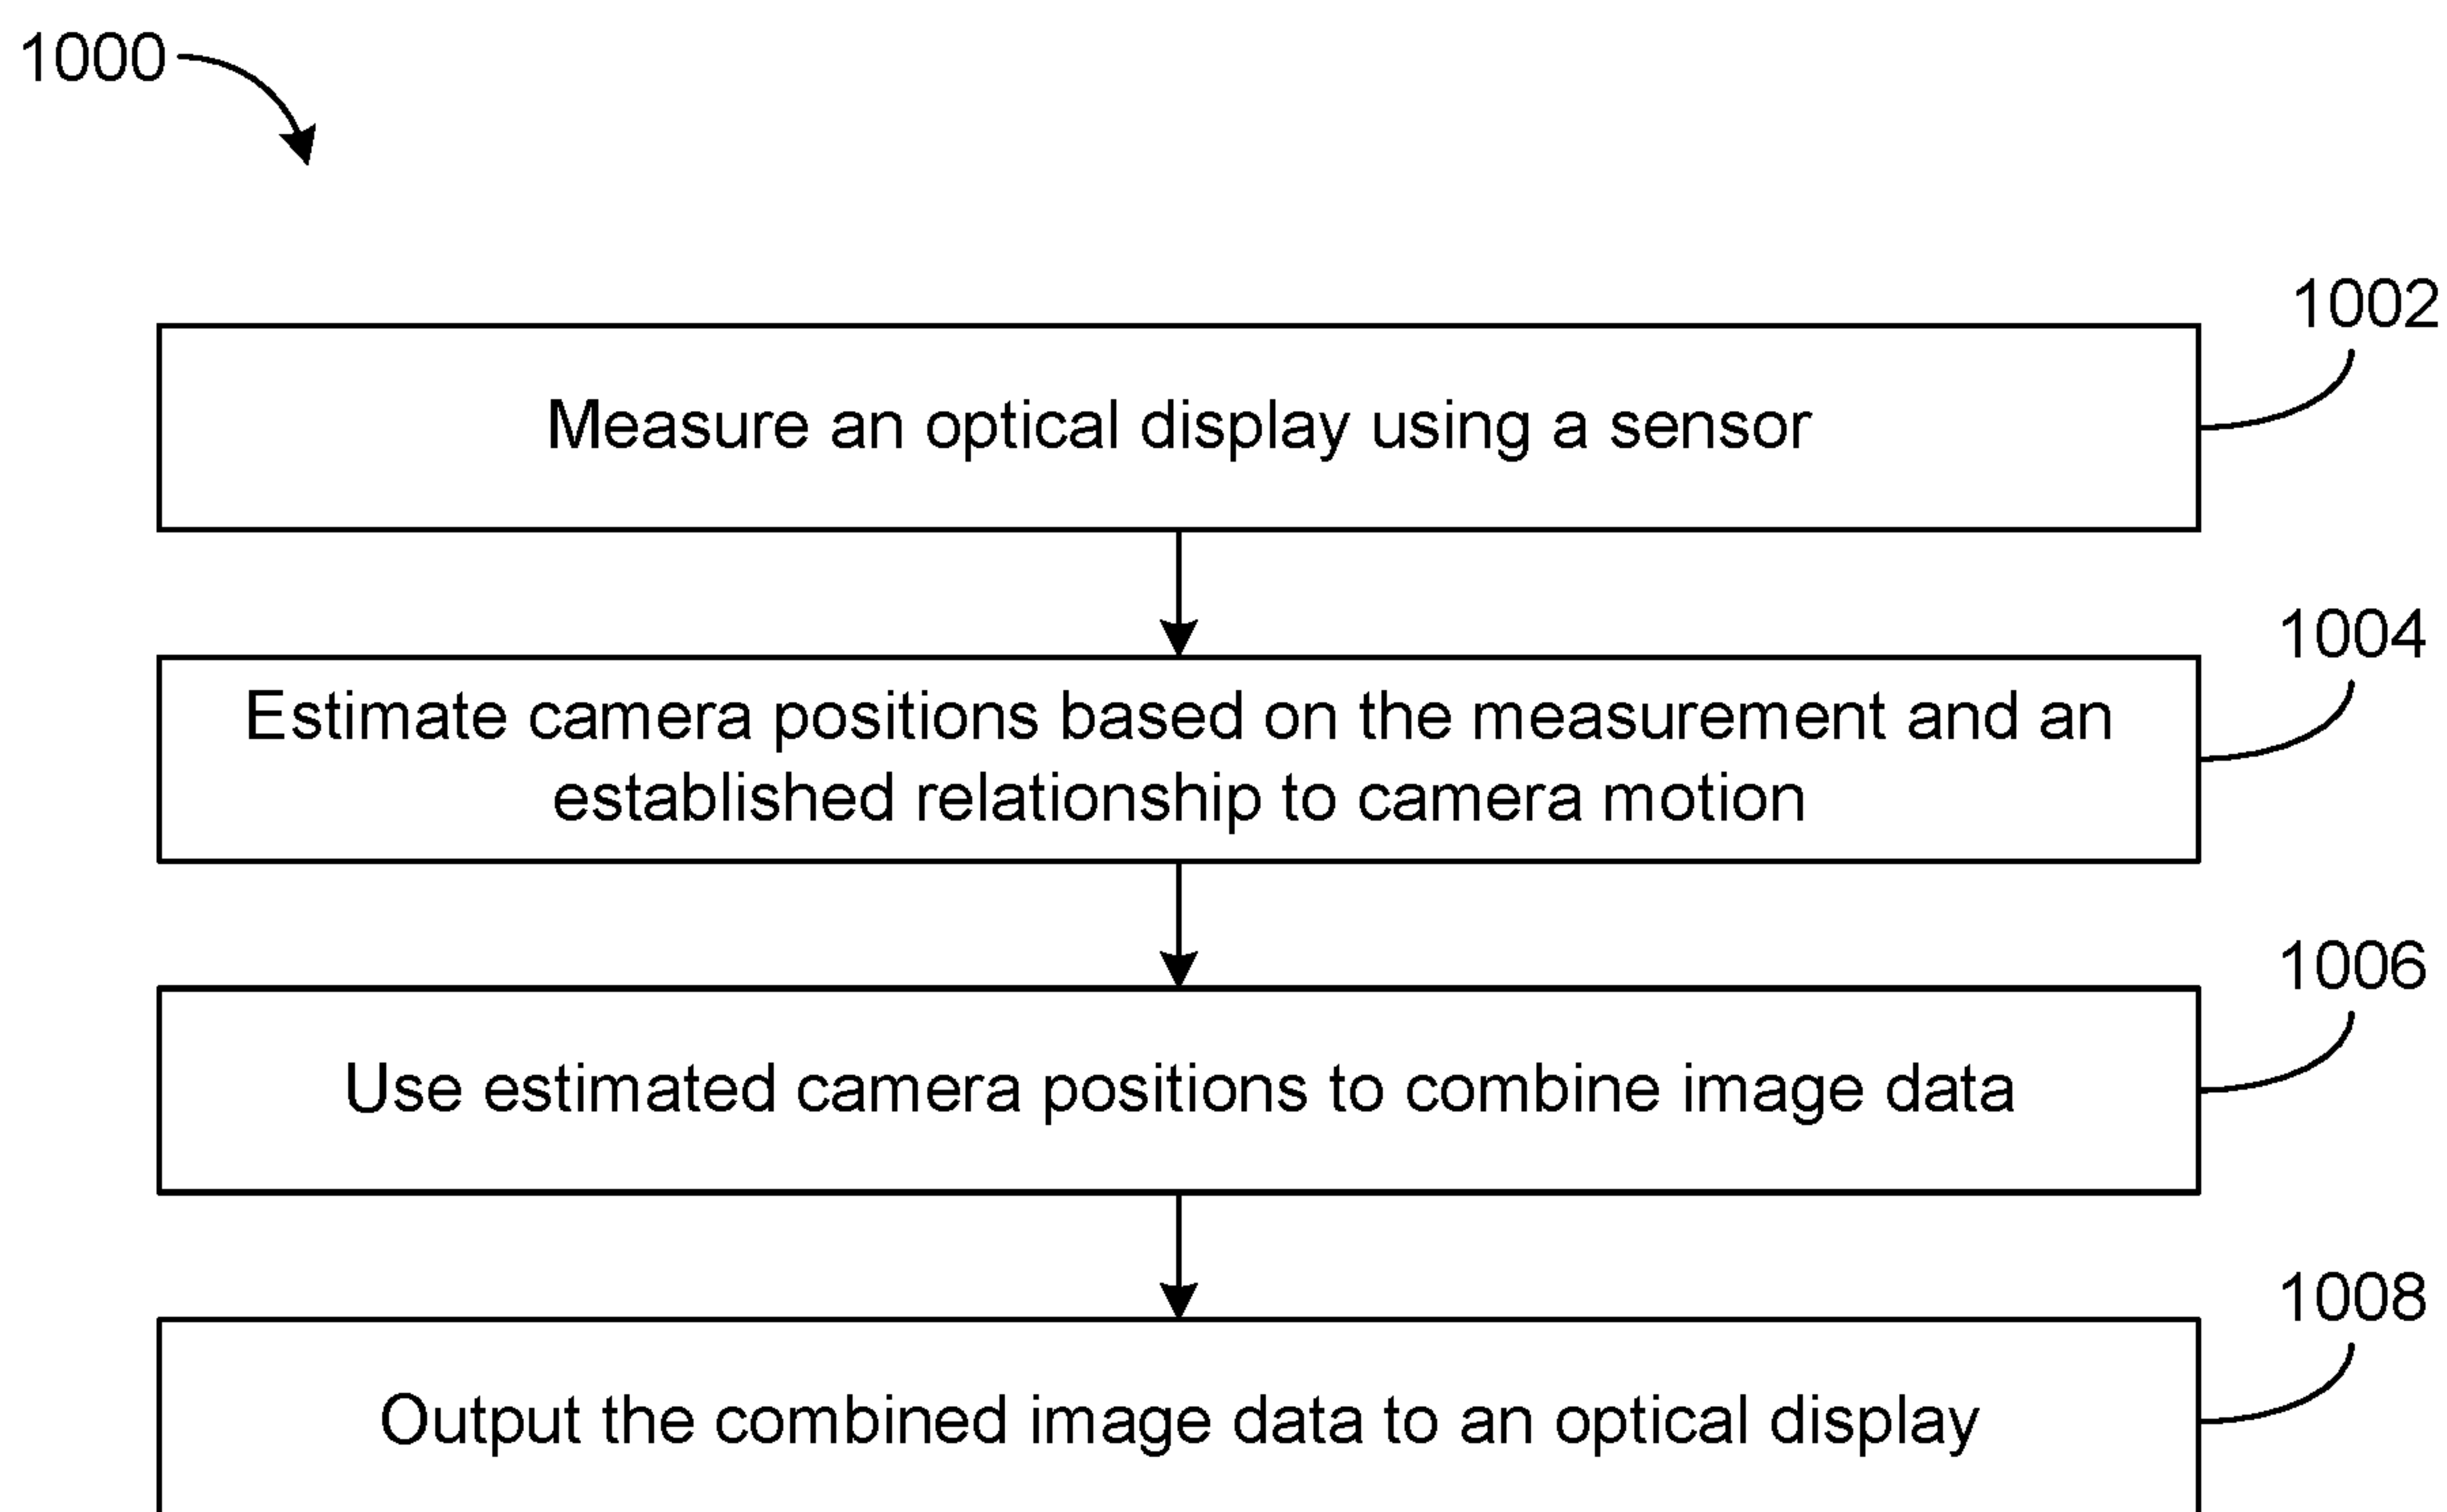 1000
1002
Measure an optical display using a sensor
1004
Estimate camera positions based on the measurement and an
established relationship to camera motion
1006
Use estimated camera positions to combine image data
1008
Output the combined image data to an optical display